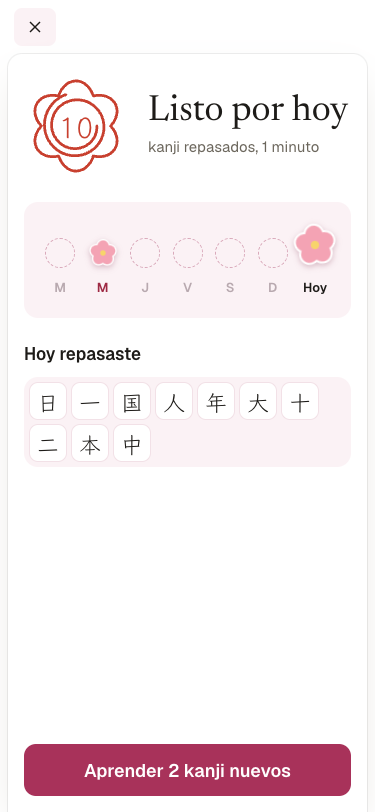 10
Listo por hoy
kanji repasados, 1 minuto
M M J V S D Hoy
Hoy repasaste
日 一 国 人 年 大 十
二 本 中
Aprender 2 kanji nuevos